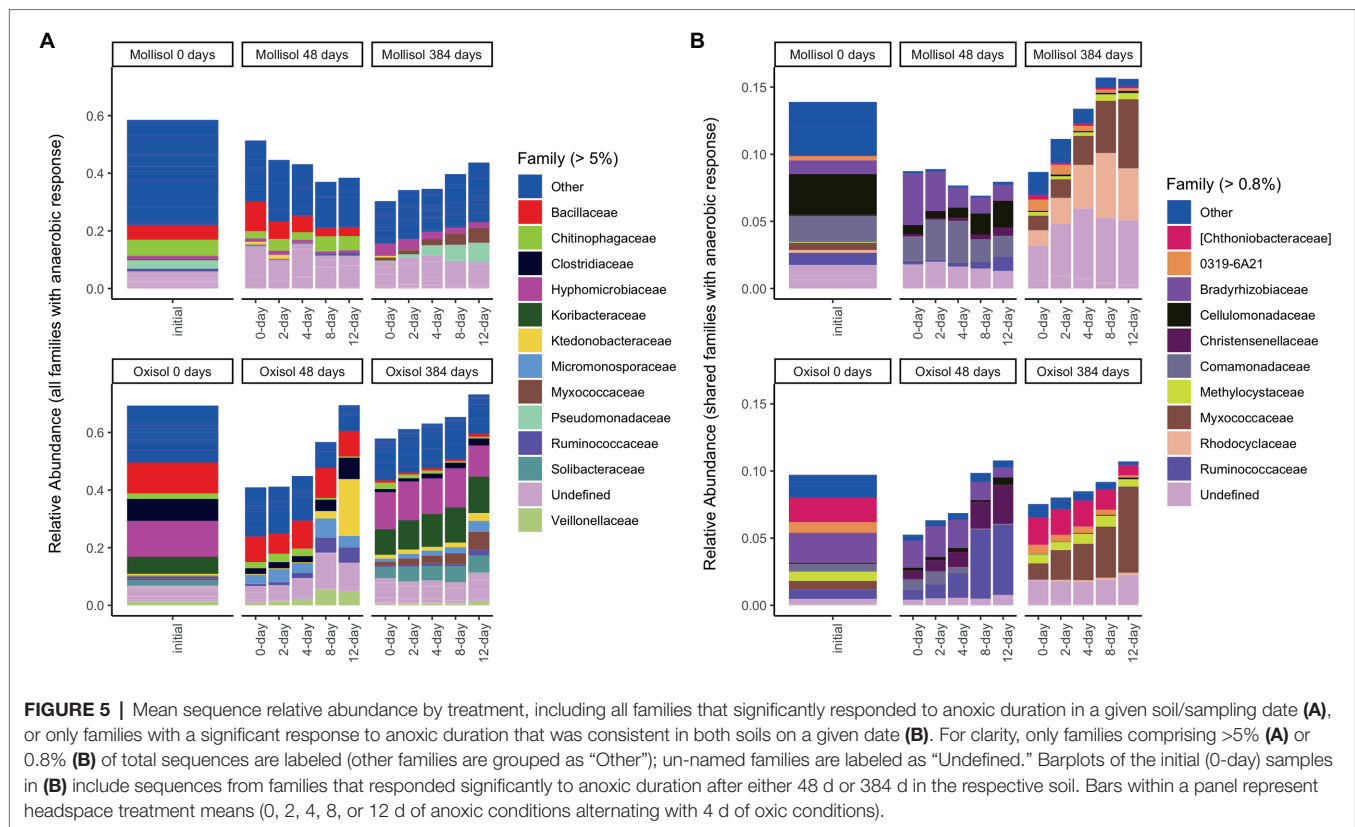 A
Mollisol 0 days
Mollisol 48 days
Mollisol 384 days
0.6
0.4
0.2
0.0
initial
0-day
2-day
4-day
8-day
12-day
0-day
2-day
4-day
8-day
12-day
Oxisol 0 days
Oxisol 48 days
Oxisol 384 days
0.6
0.4
0.2
0.0
initial
0-day
2-day
4-day
8-day
12-day
0-day
2-day
4-day
8-day
12-day
Relative Abundance (all families with anaerobic response)
Family (> 5%)
Other
Bacillaceae
Chitinophagaceae
Clostridiaceae
Hyphomicrobiaceae
Koribacteraceae
Ktedonobacteraceae
Micromonosporaceae
Myxococcaceae
Pseudomonadaceae
Ruminococcaceae
Solibacteraceae
Undefined
Veillonellaceae
B
Mollisol 0 days
Mollisol 48 days
Mollisol 384 days
0.15
0.10
0.05
0.00
initial
0-day
2-day
4-day
8-day
12-day
0-day
2-day
4-day
8-day
12-day
Oxisol 0 days
Oxisol 48 days
Oxisol 384 days
0.15
0.10
0.05
0.00
initial
0-day
2-day
4-day
8-day
12-day
0-day
2-day
4-day
8-day
12-day
Relative Abundance (shared families with anaerobic response)
Family (> 0.8%)
Other
[Chthoniobacteraceae]
0319-6A21
Bradyrhizobiaceae
Cellulomonadaceae
Christensenellaceae
Comamonadaceae
Methylocystaceae
Myxococcaceae
Rhodocyclaceae
Ruminococcaceae
Undefined
FIGURE 5 | Mean sequence relative abundance by treatment, including all families that significantly responded to anoxic duration in a given soil/sampling date (A),
or only families with a significant response to anoxic duration that was consistent in both soils on a given date (B). For clarity, only families comprising >5% (A) or
0.8% (B) of total sequences are labeled (other families are grouped as “Other”); un-named families are labeled as “Undefined.” Barplots of the initial (0-day) samples
in (B) include sequences from families that responded significantly to anoxic duration after either 48 d or 384 d in the respective soil. Bars within a panel represent
headspace treatment means (0, 2, 4, 8, or 12 d of anoxic conditions alternating with 4 d of oxic conditions).